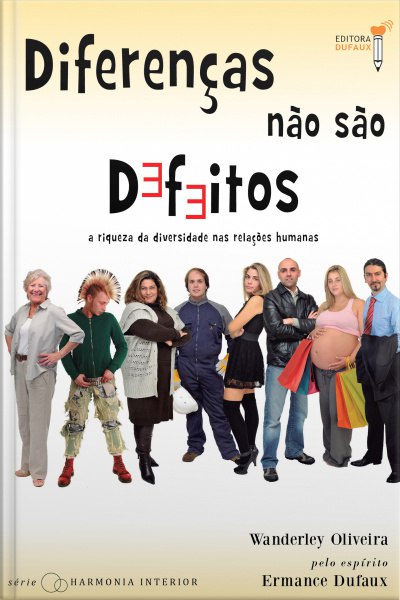 EDITORA
DUFAUX
Diferenças
não são
Defeitos
a riqueza da diversidade nas relações humanas
Wanderley Oliveira
pelo espírito
Ermance Dufaux
série HARMONIA INTERIOR